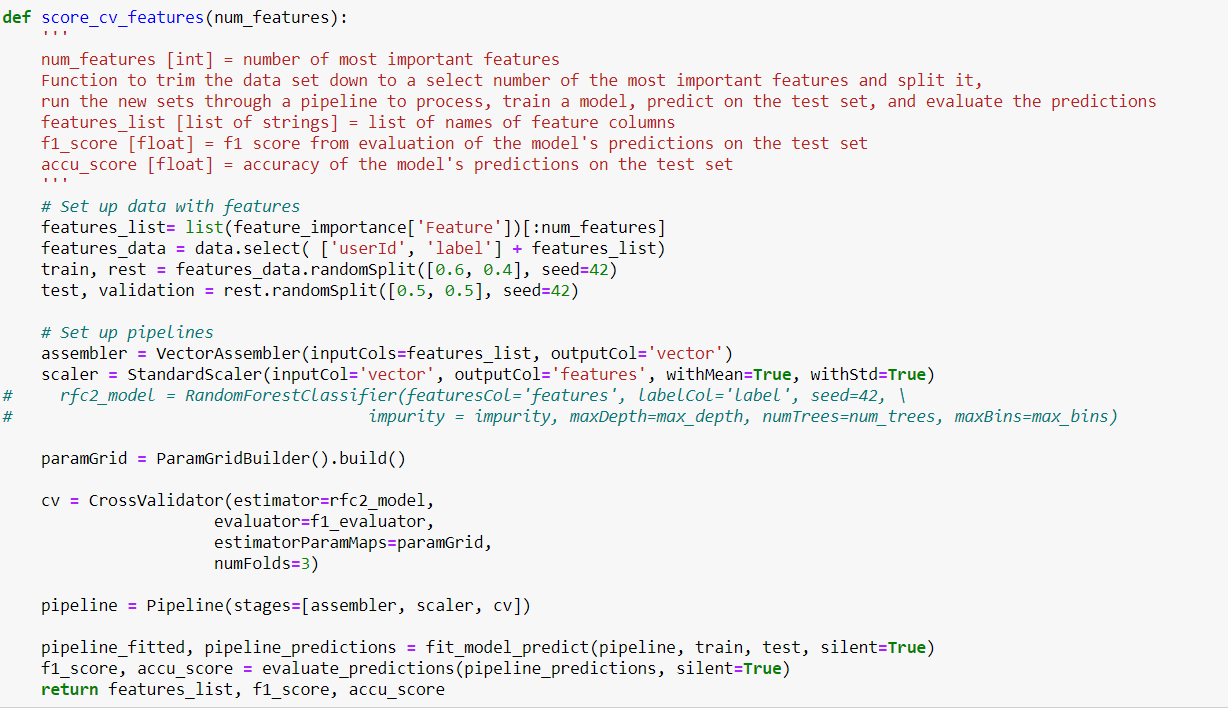 def score_cv_features(num_features):
    '''
    num_features [int] = number of most important features
    Function to trim the data set down to a select number of the most important features and split it,
    run the new sets through a pipeline to process, train a model, predict on the test set, and evaluate the predictions
    features_list [list of strings] = list of names of feature columns
    f1_score [float] = f1 score from evaluation of the model's predictions on the test set
    accu_score [float] = accuracy of the model's predictions on the test set
    '''
    # Set up data with features
    features_list= list(feature_importance['Feature'])[:num_features]
    features_data = data.select( ['userId', 'label'] + features_list)
    train, rest = features_data.randomSplit([0.6, 0.4], seed=42)
    test, validation = rest.randomSplit([0.5, 0.5], seed=42)

    # Set up pipelines
    assembler = VectorAssembler(inputCols=features_list, outputCol='vector')
    scaler = StandardScaler(inputCol='vector', outputCol='features', withMean=True, withStd=True)
#     rfc2_model = RandomForestClassifier(featuresCol='features', labelCol='label', seed=42, \
#                                     impurity = impurity, maxDepth=max_depth, numTrees=num_trees, maxBins=max_bins)

    paramGrid = ParamGridBuilder().build()

    cv = CrossValidator(estimator=rfc2_model,
                      evaluator=f1_evaluator,
                      estimatorParamMaps=paramGrid,
                      numFolds=3)

    pipeline = Pipeline(stages=[assembler, scaler, cv])

    pipeline_fitted, pipeline_predictions = fit_model_predict(pipeline, train, test, silent=True)
    f1_score, accu_score = evaluate_predictions(pipeline_predictions, silent=True)
    return features_list, f1_score, accu_score